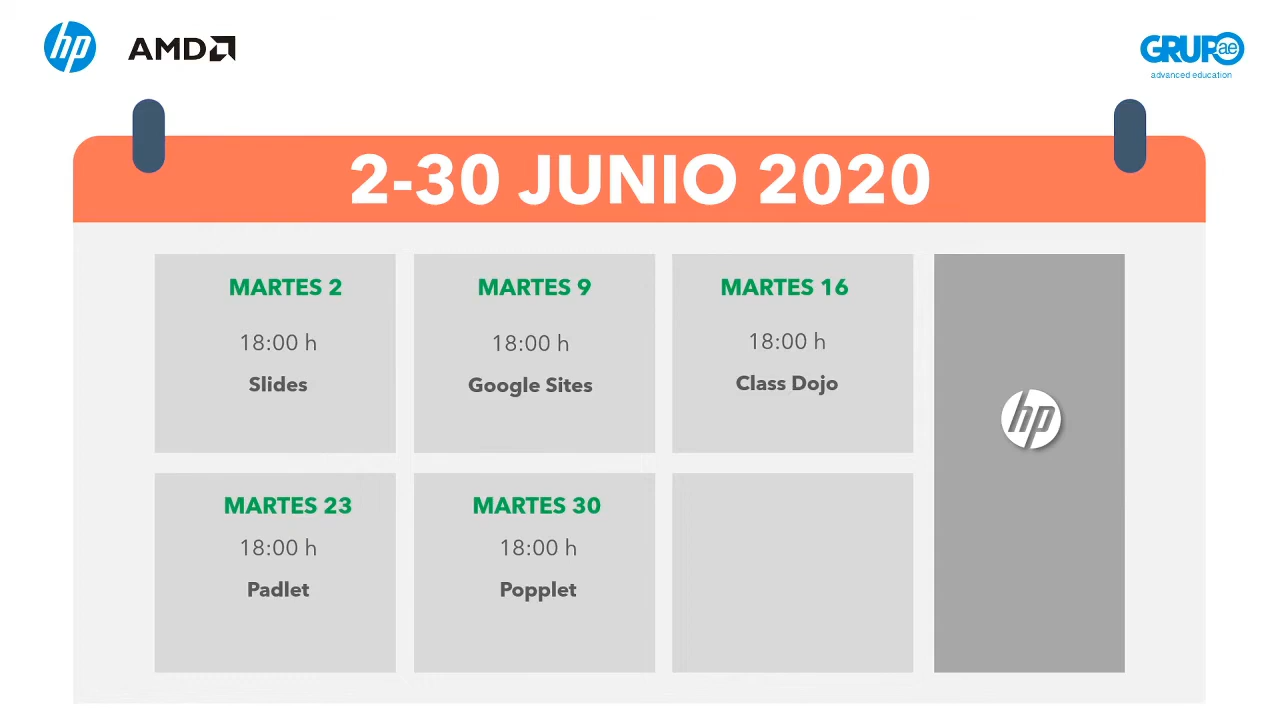 hp AMD
GRUPO ae
advanced education
2-30 JUNIO 2020
MARTES 2
18:00 h
Slides
MARTES 9
18:00 h
Google Sites
MARTES 16
18:00 h
Class Dojo
hp
MARTES 23
18:00 h
Padlet
MARTES 30
18:00 h
Popplet